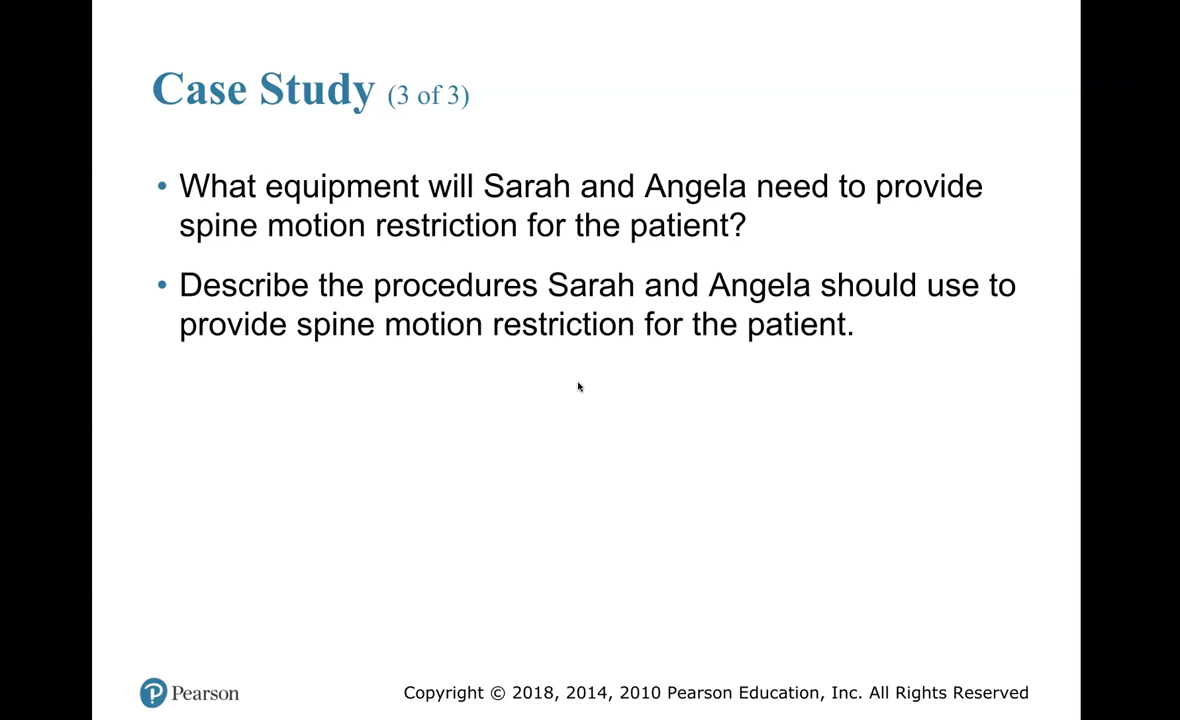 Case Study (3 of 3)
• What equipment will Sarah and Angela need to provide
spine motion restriction for the patient?
• Describe the procedures Sarah and Angela should use to
provide spine motion restriction for the patient.
P Pearson
Copyright © 2018, 2014, 2010 Pearson Education, Inc. All Rights Reserved